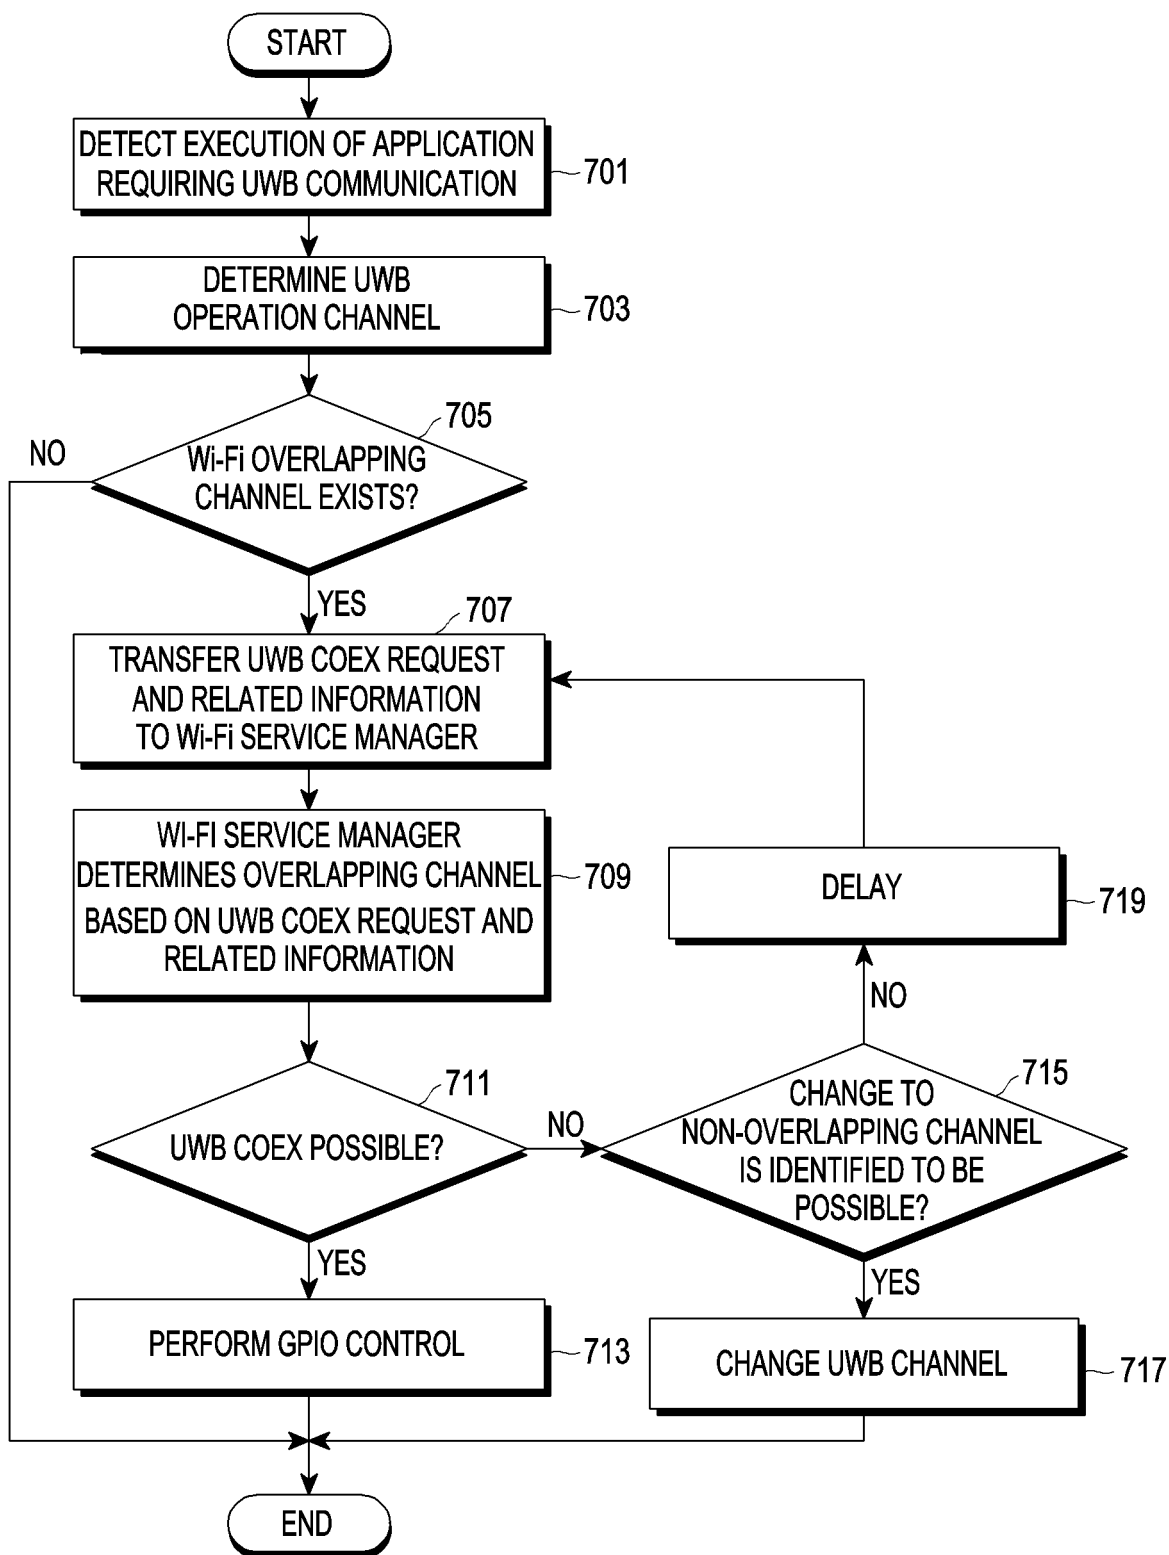 START
DETECT EXECUTION OF APPLICATION
REQUIRING UWB COMMUNICATION
701
DETERMINE UWB
OPERATION CHANNEL
703
705
NO
Wi-Fi OVERLAPPING
CHANNEL EXISTS?
YES
707
TRANSFER UWB COEX REQUEST
AND RELATED INFORMATION
TO Wi-Fi SERVICE MANAGER
WI-FI SERVICE MANAGER
DETERMINES OVERLAPPING CHANNEL
BASED ON UWB COEX REQUEST AND
RELATED INFORMATION
709
DELAY
719
NO
711
UWB COEX POSSIBLE?
NO
715
CHANGE TO
NON-OVERLAPPING CHANNEL
IS IDENTIFIED TO BE
POSSIBLE?
YES
YES
PERFORM GPIO CONTROL
713
CHANGE UWB CHANNEL
717
END